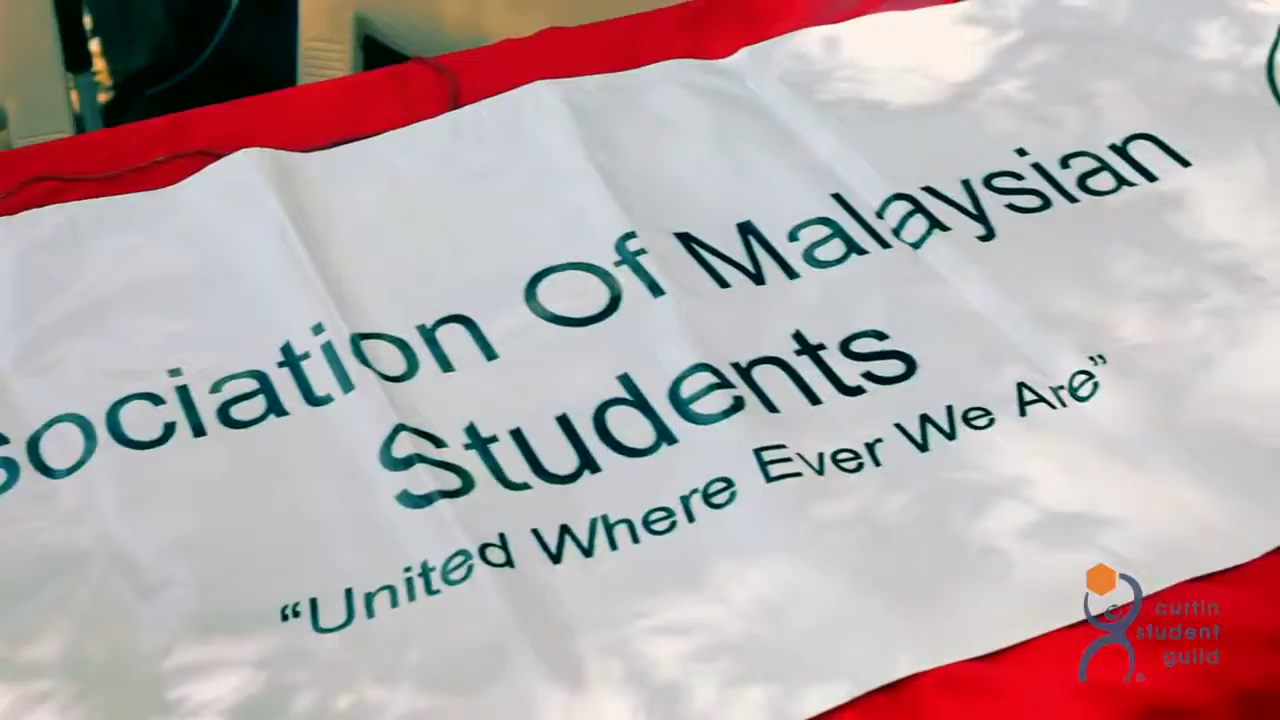 sociation Of Malaysian
Students
“United Where Ever We Are”
curtin
student
guild